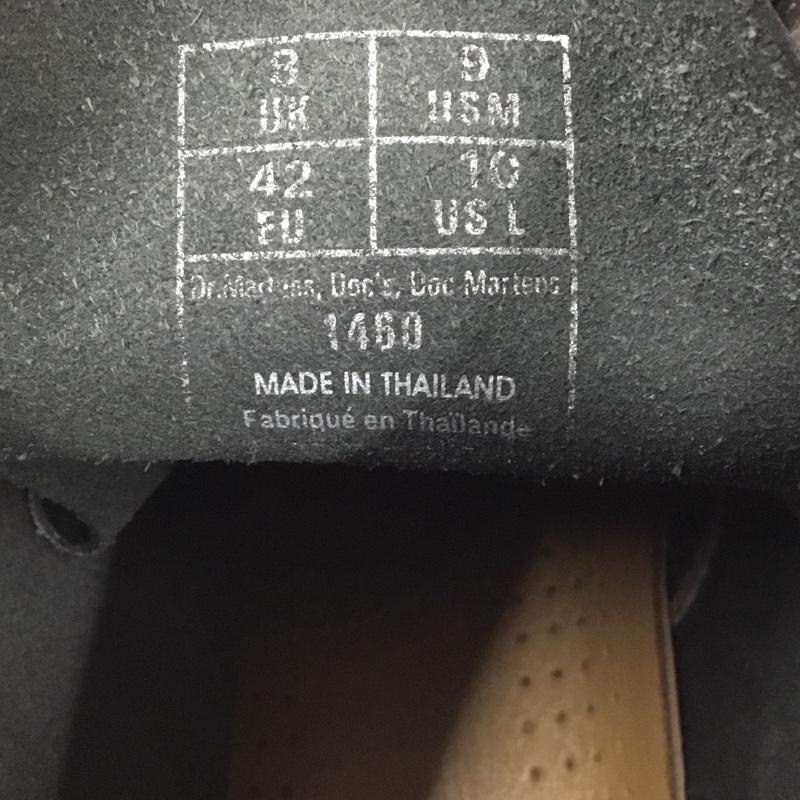 8 9
UK USM
42 10
EU US L
Dr.Martens, Doc's, Doc Martens
1460
MADE IN THAILAND
Fabriqué en Thaïlande